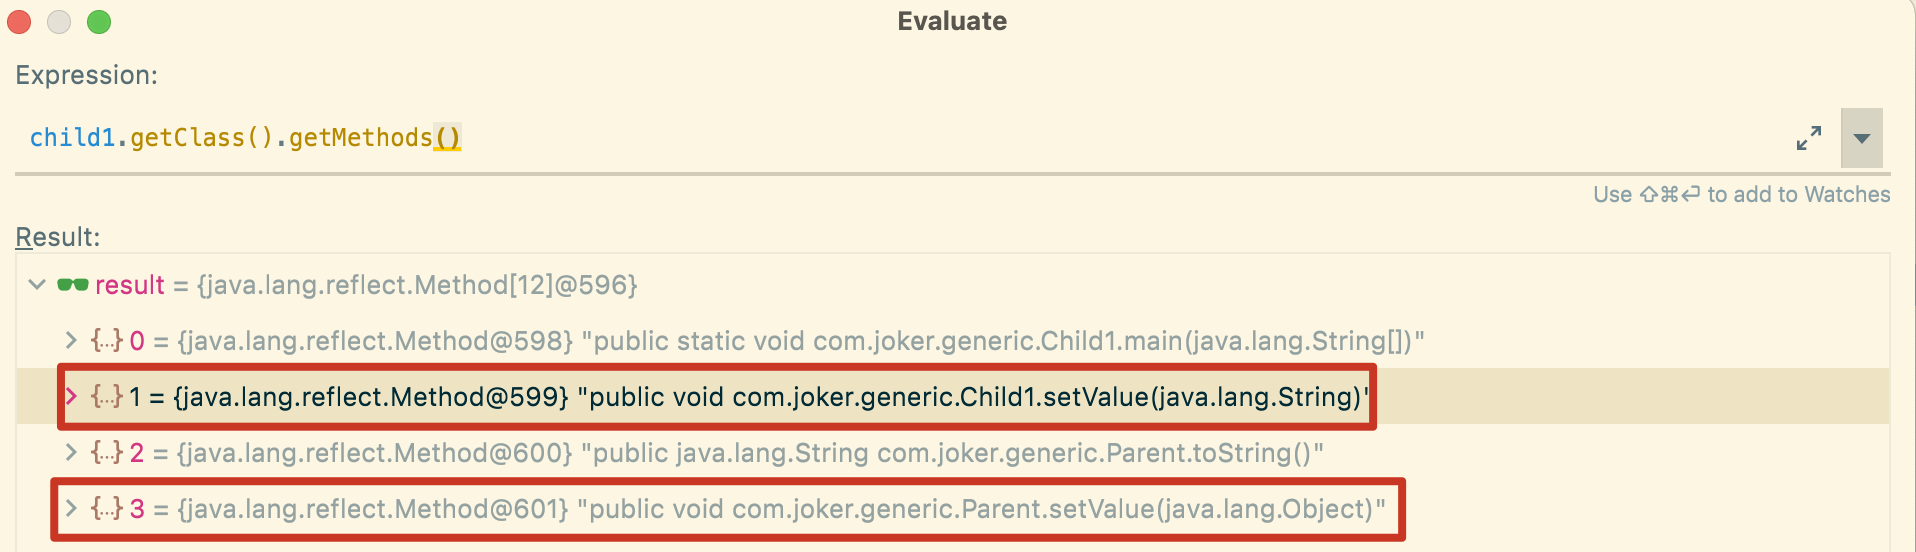 Evaluate
Expression:
child1.getClass().getMethods()
Use ⇧⌘⏎ to add to Watches
Result:
result = {java.lang.reflect.Method[12]@596}
{...} 0 = {java.lang.reflect.Method@598} "public static void com.joker.generic.Child1.main(java.lang.String[])"
{...} 1 = {java.lang.reflect.Method@599} "public void com.joker.generic.Child1.setValue(java.lang.String)"
{...} 2 = {java.lang.reflect.Method@600} "public java.lang.String com.joker.generic.Parent.toString()"
{...} 3 = {java.lang.reflect.Method@601} "public void com.joker.generic.Parent.setValue(java.lang.Object)"